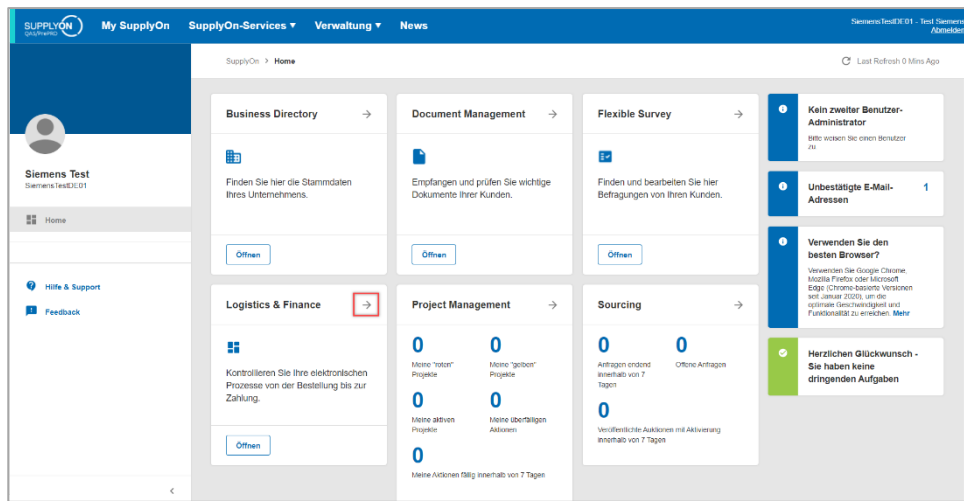 SUPPLYON
QAS/PrePRO
My SupplyOn
SupplyOn-Services
Verwaltung
News
SiemensTestDE01 - Test Siemens
Abmelden
SupplyOn > Home
Last Refresh 0 Mins Ago
Siemens Test
SiemensTestDE01
Home
Hilfe & Support
Feedback
Business Directory
Finden Sie hier die Stammdaten
Ihres Unternehmens.
Öffnen
Document Management
Empfangen und prüfen Sie wichtige
Dokumente Ihrer Kunden.
Öffnen
Flexible Survey
Finden und bearbeiten Sie hier
Befragungen von Ihren Kunden.
Öffnen
Logistics & Finance
Kontrollieren Sie Ihre elektronischen
Prozesse von der Bestellung bis zur
Zahlung.
Öffnen
Project Management
0
Meine "roten"
Projekte
0
Meine "gelben"
Projekte
0
Meine aktiven
Projekte
0
Meine überfälligen
Aktionen
0
Meine Aktionen fällig innerhalb von 7 Tagen
Sourcing
0
Anfragen endend
innerhalb von 7
Tagen
0
Offene Anfragen
0
Veröffentlichte Auktionen mit Aktivierung
innerhalb von 7 Tagen
Kein zweiter Benutzer-
Administrator
Bitte weisen Sie einen Benutzer
zu
Unbestätigte E-Mail-
Adressen
1
Verwenden Sie den
besten Browser?
Verwenden Sie Google Chrome,
Mozilla Firefox oder Microsoft
Edge (Chrome-basierte Versionen
seit Januar 2020), um die
optimale Geschwindigkeit und
Funktionalität zu erreichen. Mehr
Herzlichen Glückwunsch -
Sie haben keine
dringenden Aufgaben